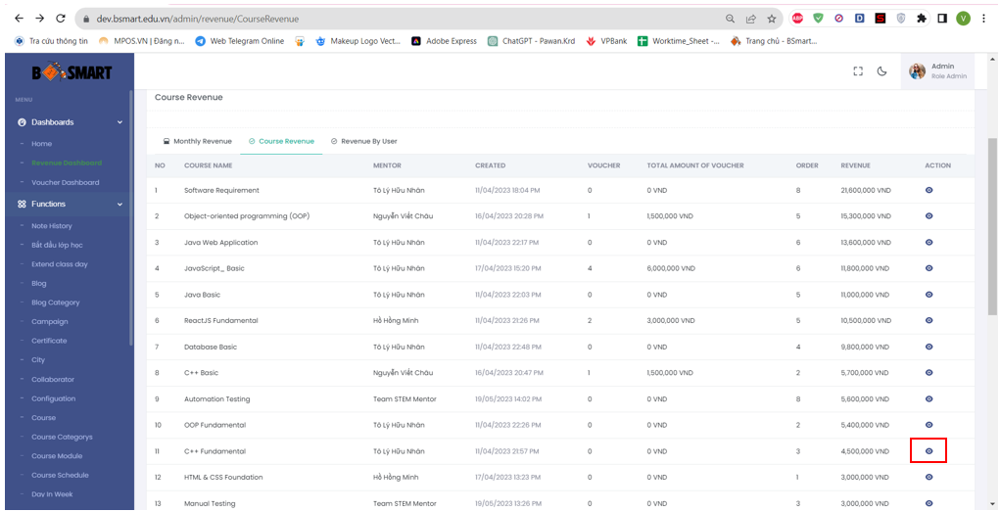 dev.bsmart.edu.vn/admin/revenue/CourseRevenue
ABP
D
S
V
Tra cứu thông tin
MPOS.VN | Đăng n...
Web Telegram Online
Makeup Logo Vect...
Adobe Express
ChatGPT - Pawan.Krd
VPBank
Worktime_Sheet -...
Trang chủ - BSmart...
B SMART
Admin
Role Admin
MENU
Dashboards
Home
Revenue Dashboard
Voucher Dashboard
Functions
Note History
Bắt đầu lớp học
Extend class day
Blog
Blog Category
Campaign
Certificate
City
Collaborator
Configuation
Course
Course Categorys
Course Module
Course Schedule
Day In Week
Course Revenue
Monthly Revenue Course Revenue Revenue By User
NO COURSE NAME MENTOR CREATED VOUCHER TOTAL AMOUNT OF VOUCHER ORDER REVENUE ACTION
1 Software Requirement Tô Lý Hữu Nhân 11/04/2023 18:04 PM 0 0 VND 8 21,600,000 VND
2 Object-oriented programming (OOP) Nguyễn Viết Châu 16/04/2023 20:28 PM 1 1,500,000 VND 5 15,300,000 VND
3 Java Web Application Tô Lý Hữu Nhân 11/04/2023 22:17 PM 0 0 VND 6 13,600,000 VND
4 JavaScript_ Basic Tô Lý Hữu Nhân 17/04/2023 15:20 PM 4 6,000,000 VND 6 11,800,000 VND
5 Java Basic Tô Lý Hữu Nhân 11/04/2023 22:03 PM 0 0 VND 5 11,000,000 VND
6 ReactJS Fundamental Hồ Hồng Minh 11/04/2023 21:26 PM 2 3,000,000 VND 5 10,500,000 VND
7 Database Basic Tô Lý Hữu Nhân 11/04/2023 22:48 PM 0 0 VND 4 9,800,000 VND
8 C++ Basic Nguyễn Viết Châu 16/04/2023 20:47 PM 1 1,500,000 VND 2 5,700,000 VND
9 Automation Testing Team STEM Mentor 19/05/2023 14:02 PM 0 0 VND 8 5,600,000 VND
10 OOP Fundamental Tô Lý Hữu Nhân 11/04/2023 22:26 PM 0 0 VND 2 5,400,000 VND
11 C++ Fundamental Tô Lý Hữu Nhân 11/04/2023 21:57 PM 0 0 VND 3 4,500,000 VND
12 HTML & CSS Foundation Hồ Hồng Minh 17/04/2023 13:23 PM 0 0 VND 1 3,000,000 VND
13 Manual Testing Team STEM Mentor 19/05/2023 13:26 PM 0 0 VND 3 3,000,000 VND